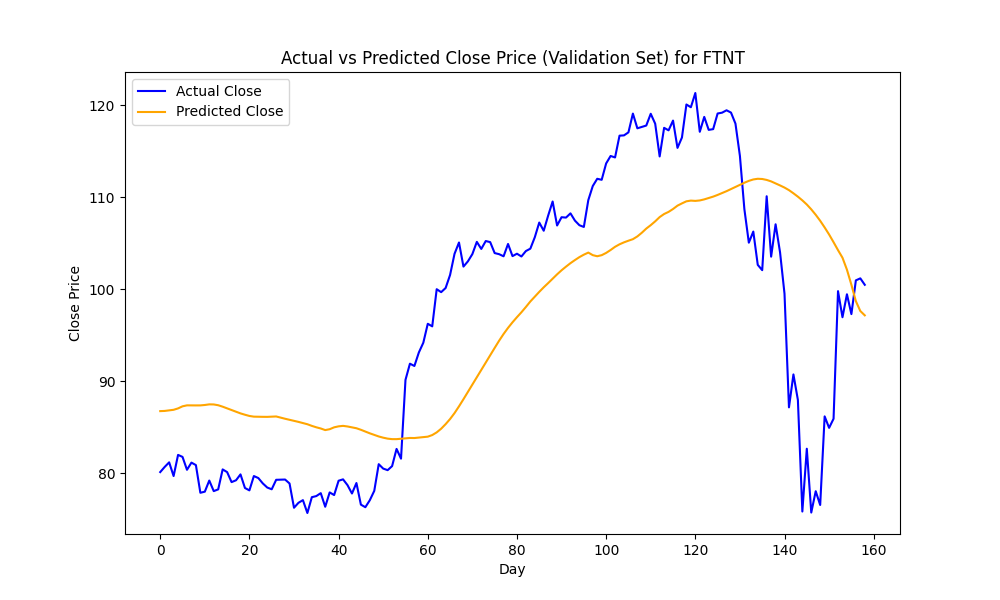 Actual vs Predicted Close Price (Validation Set) for FTNT
Actual Close
Predicted Close
Close Price
120
110
100
90
80
0 20 40 60 80 100 120 140 160
Day